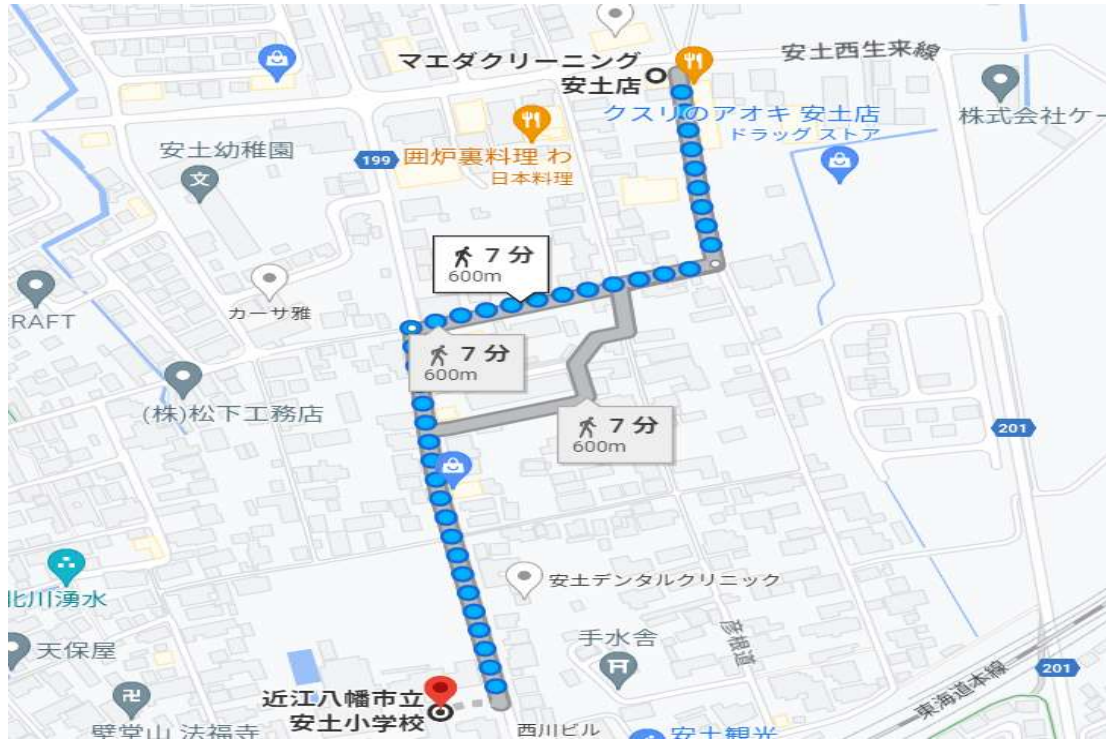 マエダクリーニング
安土店
安土西生来線
クスリのアオキ 安土店
ドラッグ ストア
株式会社ケー
安土幼稚園
199
囲炉裏料理 わ
日本料理
7 分
600m
カーサ雅
RAFT
7 分
600m
(株)松下工務店
7 分
600m
201
安土デンタルクリニック
北川湧水
手水舎
彦根道
天保屋
201
東海道本線
近江八幡市立
安土小学校
西川ビル
安土観光
法福寺